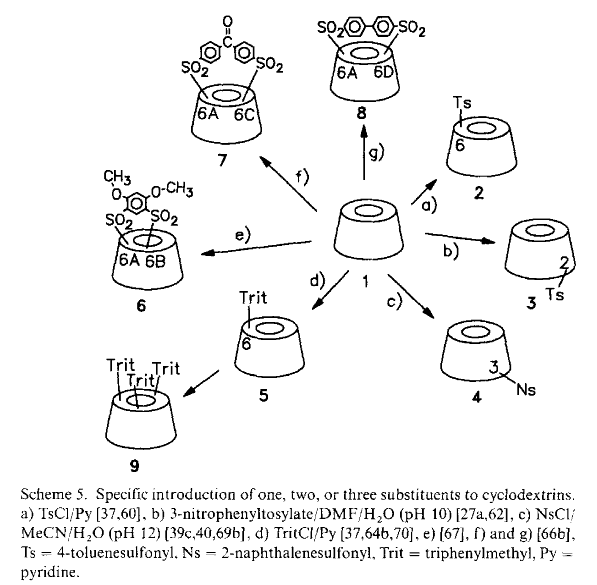 O
C
SO₂ SO₂
6A 6C
7
SO₂ SO₂
6A 6D
8
Ts
6
2
f)
g)
a)
CH₃
O O-CH₃
SO₂ SO₂
6A 6B
6
e)
1
b)
2
3
Ts
d)
c)
Trit
6
5
3
Ns
4
Trit Trit Trit
9
Scheme 5. Specific introduction of one, two, or three substituents to cyclodextrins.
a) TsCl/Py [37,60], b) 3-nitrophenyltosylate/DMF/H₂O (pH 10) [27a,62], c) NsCl/
MeCN/H₂O (pH 12) [39c,40,69b], d) TritCl/Py [37,64b,70], e) [67], f) and g) [66b],
Ts = 4-toluenesulfonyl, Ns = 2-naphthalenesulfonyl, Trit = triphenylmethyl, Py =
pyridine.